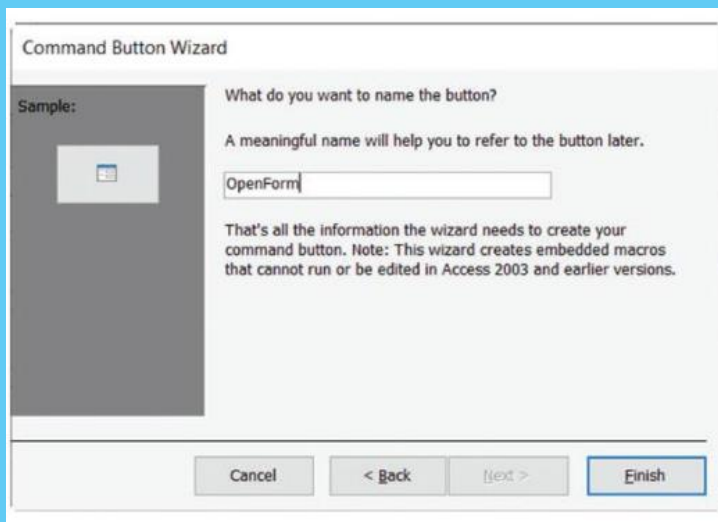 Command Button Wizard
Sample:
What do you want to name the button?
A meaningful name will help you to refer to the button later.
OpenForm
That's all the information the wizard needs to create your
command button. Note: This wizard creates embedded macros
that cannot run or be edited in Access 2003 and earlier versions.
Cancel
< Back
Next >
Finish